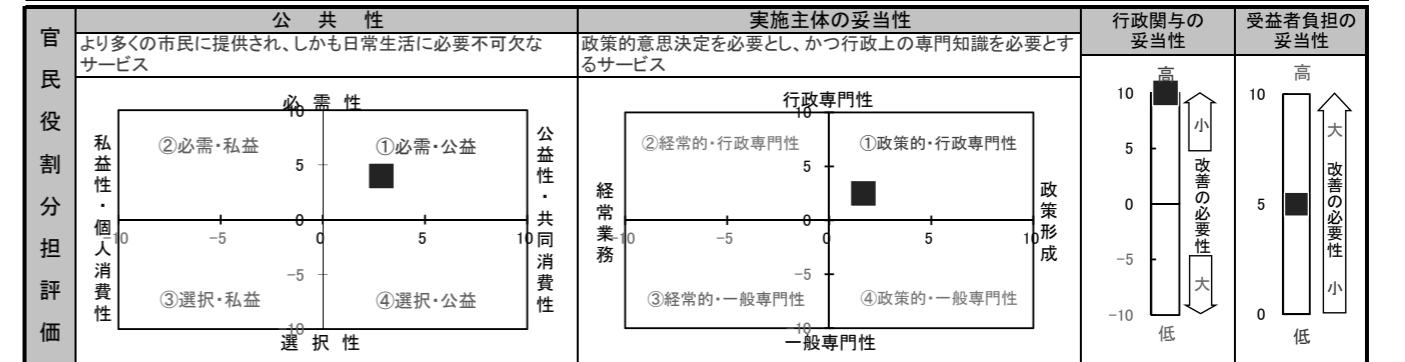 官民役割分担評価
公共性
より多くの市民に提供され、しかも日常生活に必要不可欠な
サービス
必需性
10
②必需・私益
①必需・公益
5
私益性・個人消費性
公益性・共同消費性
0
-10
-5
0
5
10
-5
③選択・私益
④選択・公益
-10
選択性
実施主体の妥当性
政策的意思決定を必要とし、かつ行政上の専門知識を必要とす
るサービス
行政専門性
10
②経常的・行政専門性
①政策的・行政専門性
5
経常業務
政策形成
0
-10
-5
0
5
10
-5
③経常的・一般専門性
④政策的・一般専門性
-10
一般専門性
行政関与の
妥当性
高
10
5
0
-5
-10
低
小
改善の必要性
大
受益者負担の
妥当性
高
10
5
0
低
大
改善の必要性
小